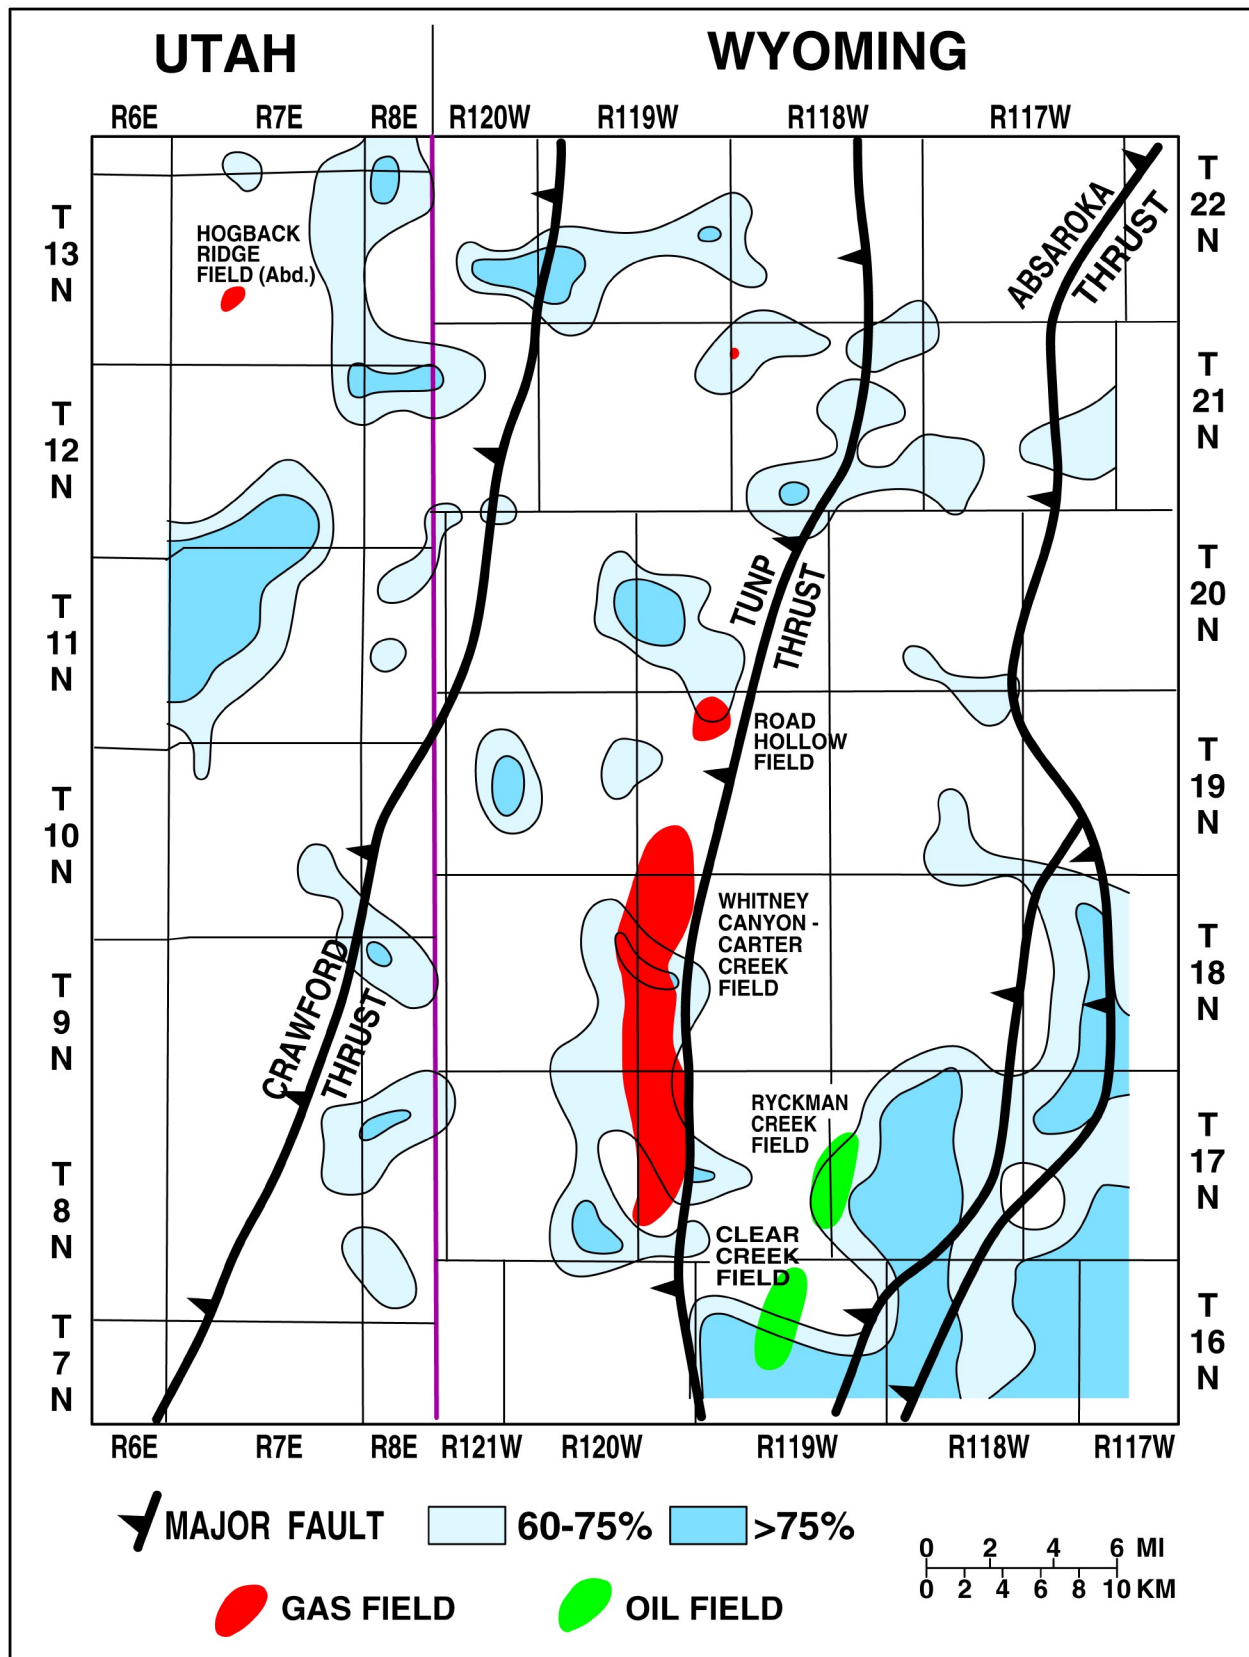 UTAH
WYOMING
R6E
R7E
R8E
R120W
R119W
R118W
R117W
T
13
N
T
12
N
T
11
N
T
10
N
T
9
N
T
8
N
T
7
N
T
22
N
T
21
N
T
20
N
T
19
N
T
18
N
T
17
N
T
16
N
HOGBACK
RIDGE
FIELD (Abd.)
ABSAROKA
THRUST
TUNP
THRUST
ROAD
HOLLOW
FIELD
WHITNEY
CANYON -
CARTER
CREEK
FIELD
CRAWFORD
THRUST
RYCKMAN
CREEK
FIELD
CLEAR
CREEK
FIELD
R6E
R7E
R8E
R121W
R120W
R119W
R118W
R117W
MAJOR FAULT
60-75%
>75%
GAS FIELD
OIL FIELD
0 2 4 6 MI
0 2 4 6 8 10 KM